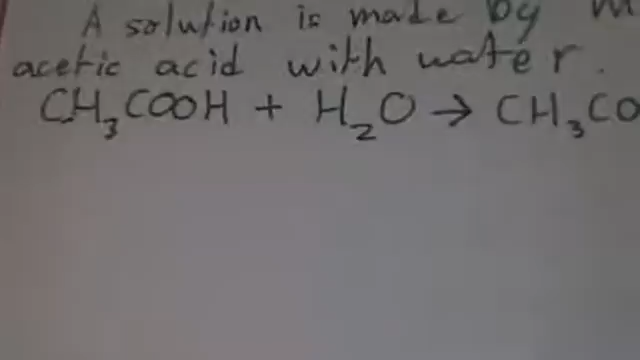 A solution is made by m
acetic acid with water.
CH₃COOH + H₂O → CH₃CO